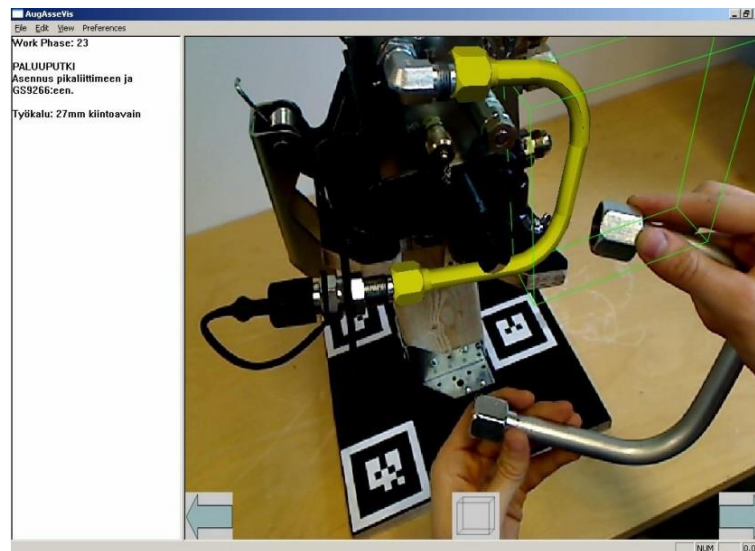 AugAsseVis
File Edit View Preferences
Work Phase: 23
PALUUPUTKI
Asennus pikaliittimeen ja
GS9266:een.
Työkalu: 27mm kiintoavain
NUM